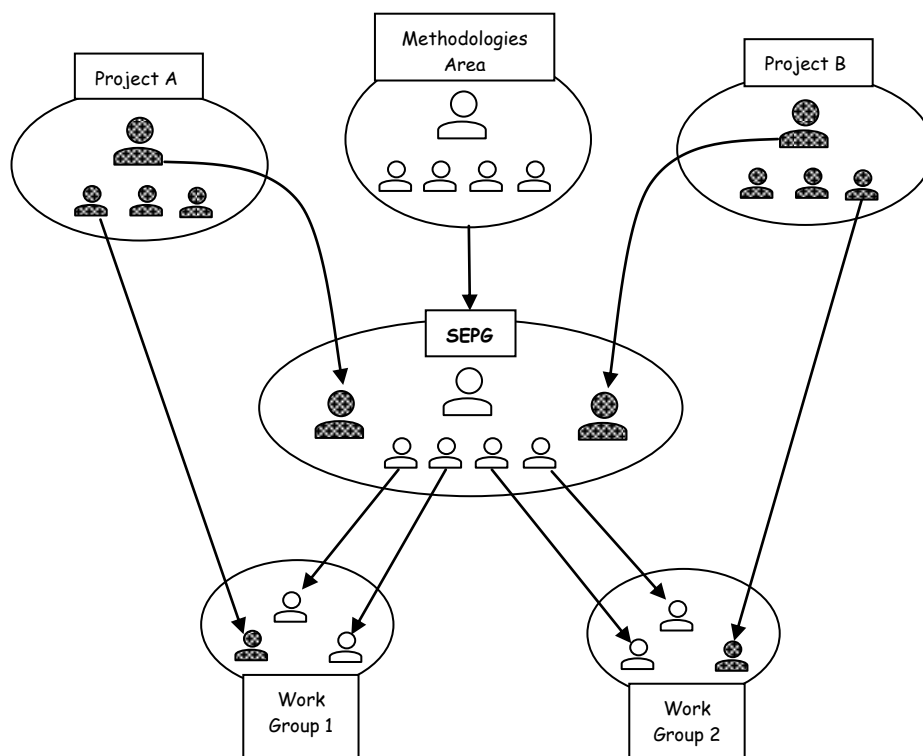 Project A
Methodologies
Area
Project B
SEPG
Work
Group 1
Work
Group 2